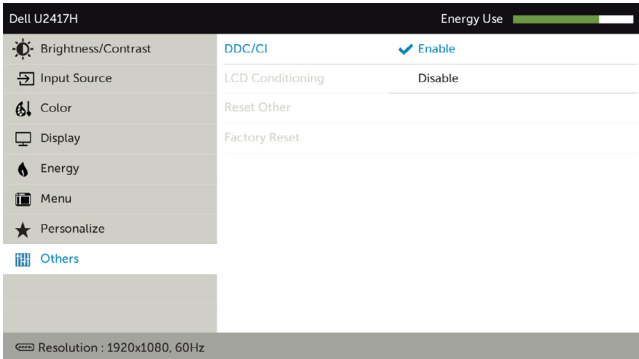 Dell U2417H Energy Use
Brightness/Contrast DDC/CI Enable
Input Source LCD Conditioning Disable
Color Reset Other
Display Factory Reset
Energy
Menu
Personalize
Others
Resolution : 1920x1080, 60Hz